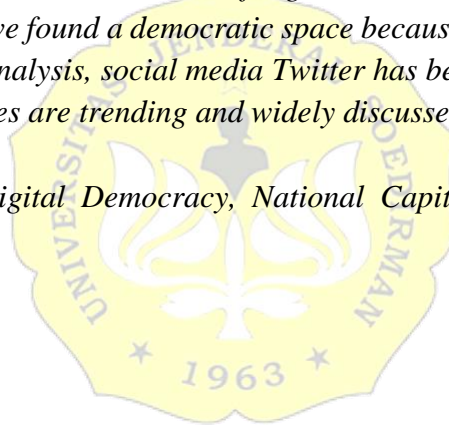 ve found a democratic space because
nalysis, social media Twitter has be
es are trending and widely discusse
igital Democracy, National Capit
UNIVERSITAS JENDERAL SOEDIRMAN
1963